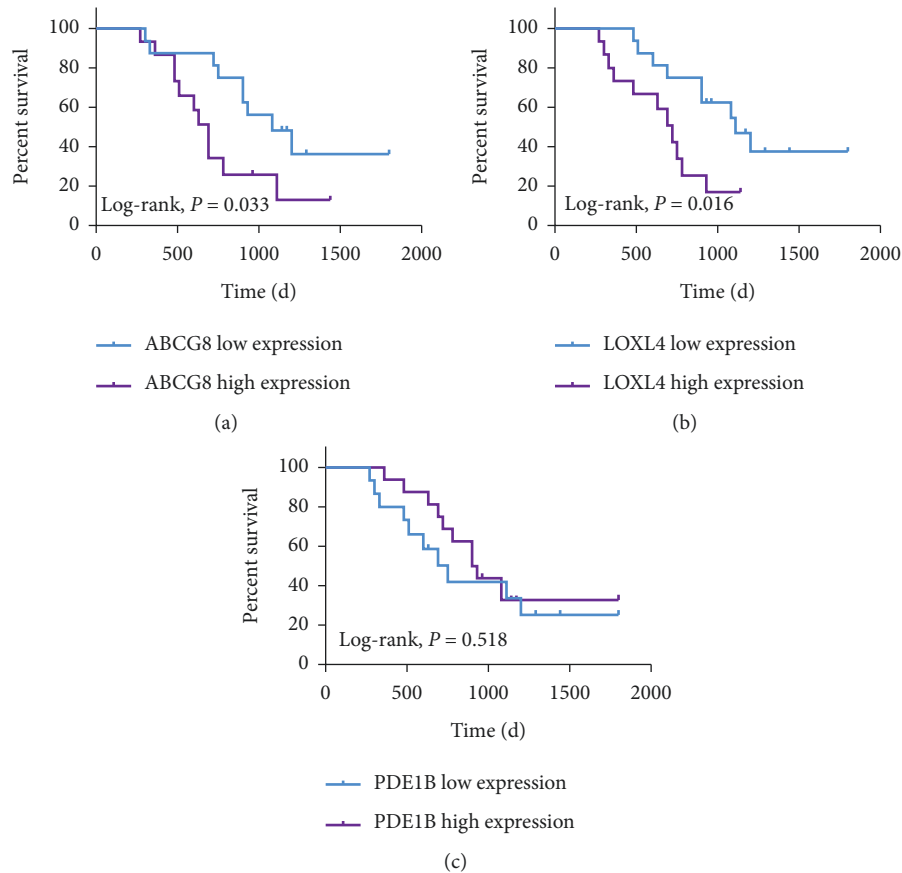 100
80
60
40
20
0
Percent survival
Log-rank, P = 0.033
0 500 1000 1500 2000
Time (d)
ABCG8 low expression
ABCG8 high expression
(a)
100
80
60
40
20
0
Percent survival
Log-rank, P = 0.016
0 500 1000 1500 2000
Time (d)
LOXL4 low expression
LOXL4 high expression
(b)
100
80
60
40
20
0
Percent survival
Log-rank, P = 0.518
0 500 1000 1500 2000
Time (d)
PDE1B low expression
PDE1B high expression
(c)